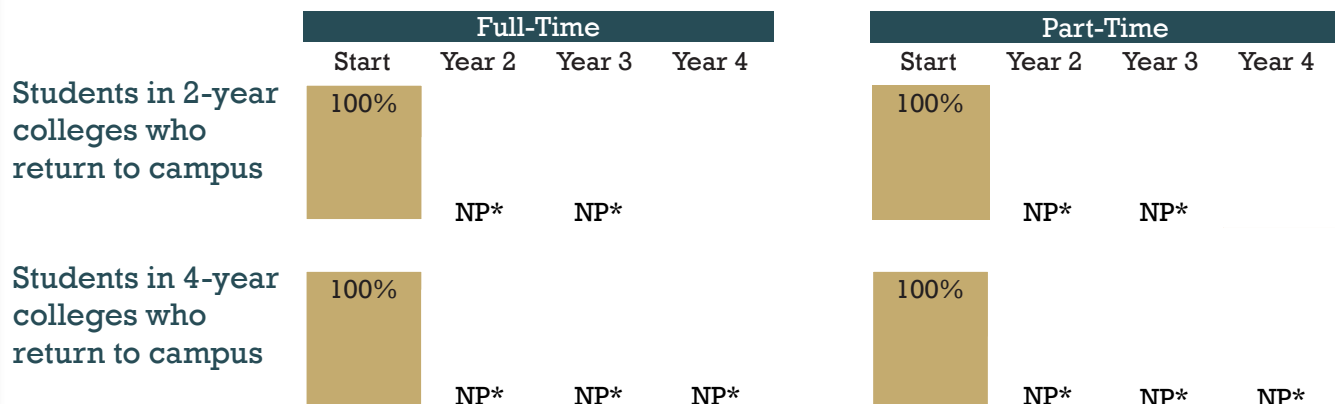 Full-Time Part-Time
Start Year 2 Year 3 Year 4 Start Year 2 Year 3 Year 4
Students in 2-year
colleges who
return to campus
100% 100%
NP* NP* NP* NP*
Students in 4-year
colleges who
return to campus
100% 100%
NP* NP* NP* NP* NP* NP*